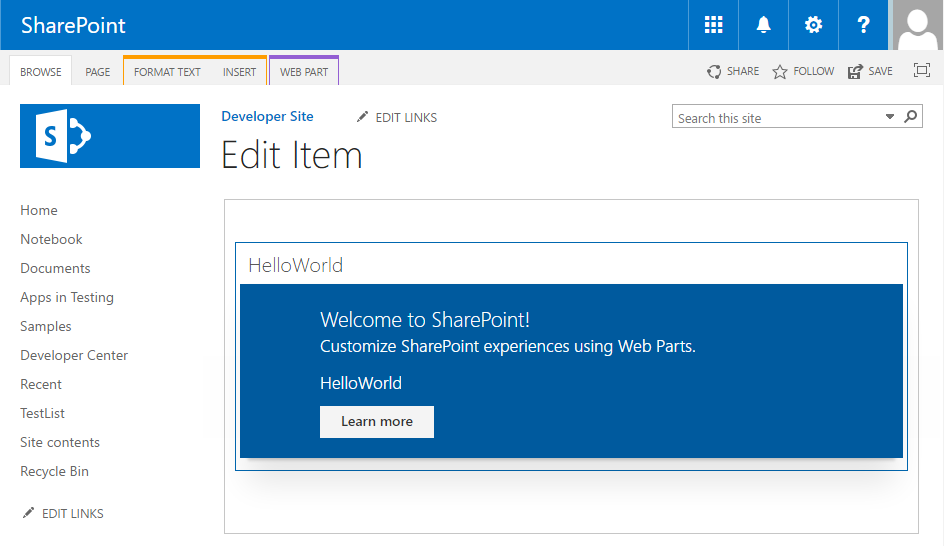 SharePoint
?
BROWSE PAGE FORMAT TEXT INSERT WEB PART SHARE FOLLOW SAVE
S
Developer Site EDIT LINKS Search this site
Edit Item
Home
Notebook
Documents
Apps in Testing
Samples
Developer Center
Recent
TestList
Site contents
Recycle Bin
EDIT LINKS
HelloWorld
Welcome to SharePoint!
Customize SharePoint experiences using Web Parts.
HelloWorld
Learn more